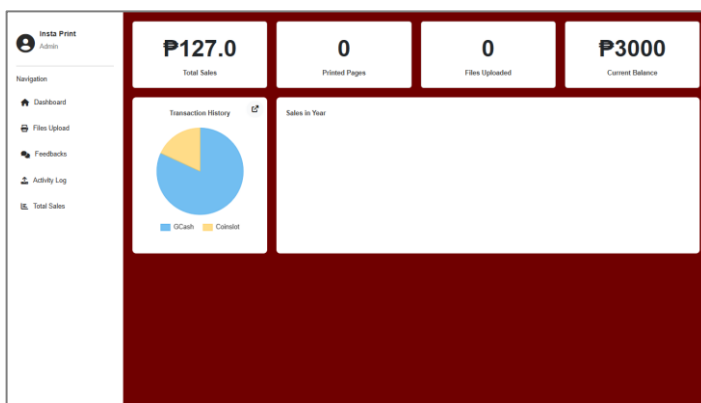 Insta Print
Admin
Navigation
Dashboard
Files Upload
Feedbacks
Activity Log
Total Sales
₱127.0
Total Sales
0
Printed Pages
0
Files Uploaded
₱3000
Current Balance
Transaction History
GCash
Coinslot
Sales in Year